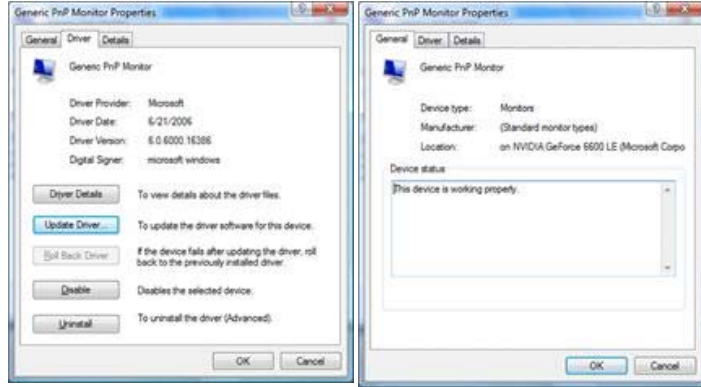 Generic PnP Monitor Properties
General Driver Details
Generic PnP Monitor
Driver Provider: Microsoft
Driver Date: 6/21/2006
Driver Version: 6.0.6000.16386
Digital Signer: microsoft windows
Driver Details To view details about the driver files.
Update Driver... To update the driver software for this device.
Roll Back Driver If the device fails after updating the driver, roll
back to the previously installed driver.
Disable Disables the selected device.
Uninstall To uninstall the driver (Advanced).
OK Cancel
Generic PnP Monitor Properties
General Driver Details
Generic PnP Monitor
Device type: Monitors
Manufacturer: (Standard monitor types)
Location: on NVIDIA GeForce 6600 LE (Microsoft Corpo
Device status
This device is working properly.
OK Cancel